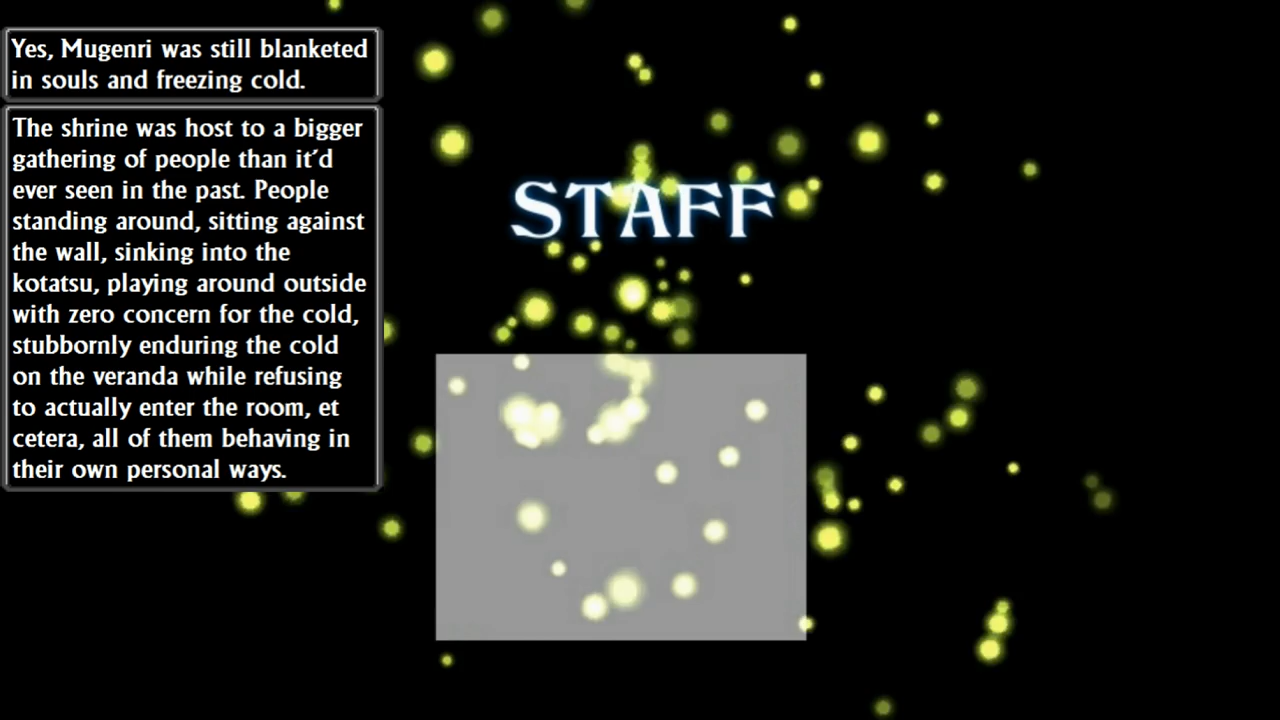 Yes, Mugenri was still blanketed
in souls and freezing cold.
The shrine was host to a bigger
gathering of people than it'd
ever seen in the past. People
standing around, sitting against
the wall, sinking into the
kotatsu, playing around outside
with zero concern for the cold,
stubbornly enduring the cold
on the veranda while refusing
to actually enter the room, et
cetera, all of them behaving in
their own personal ways.
STAFF